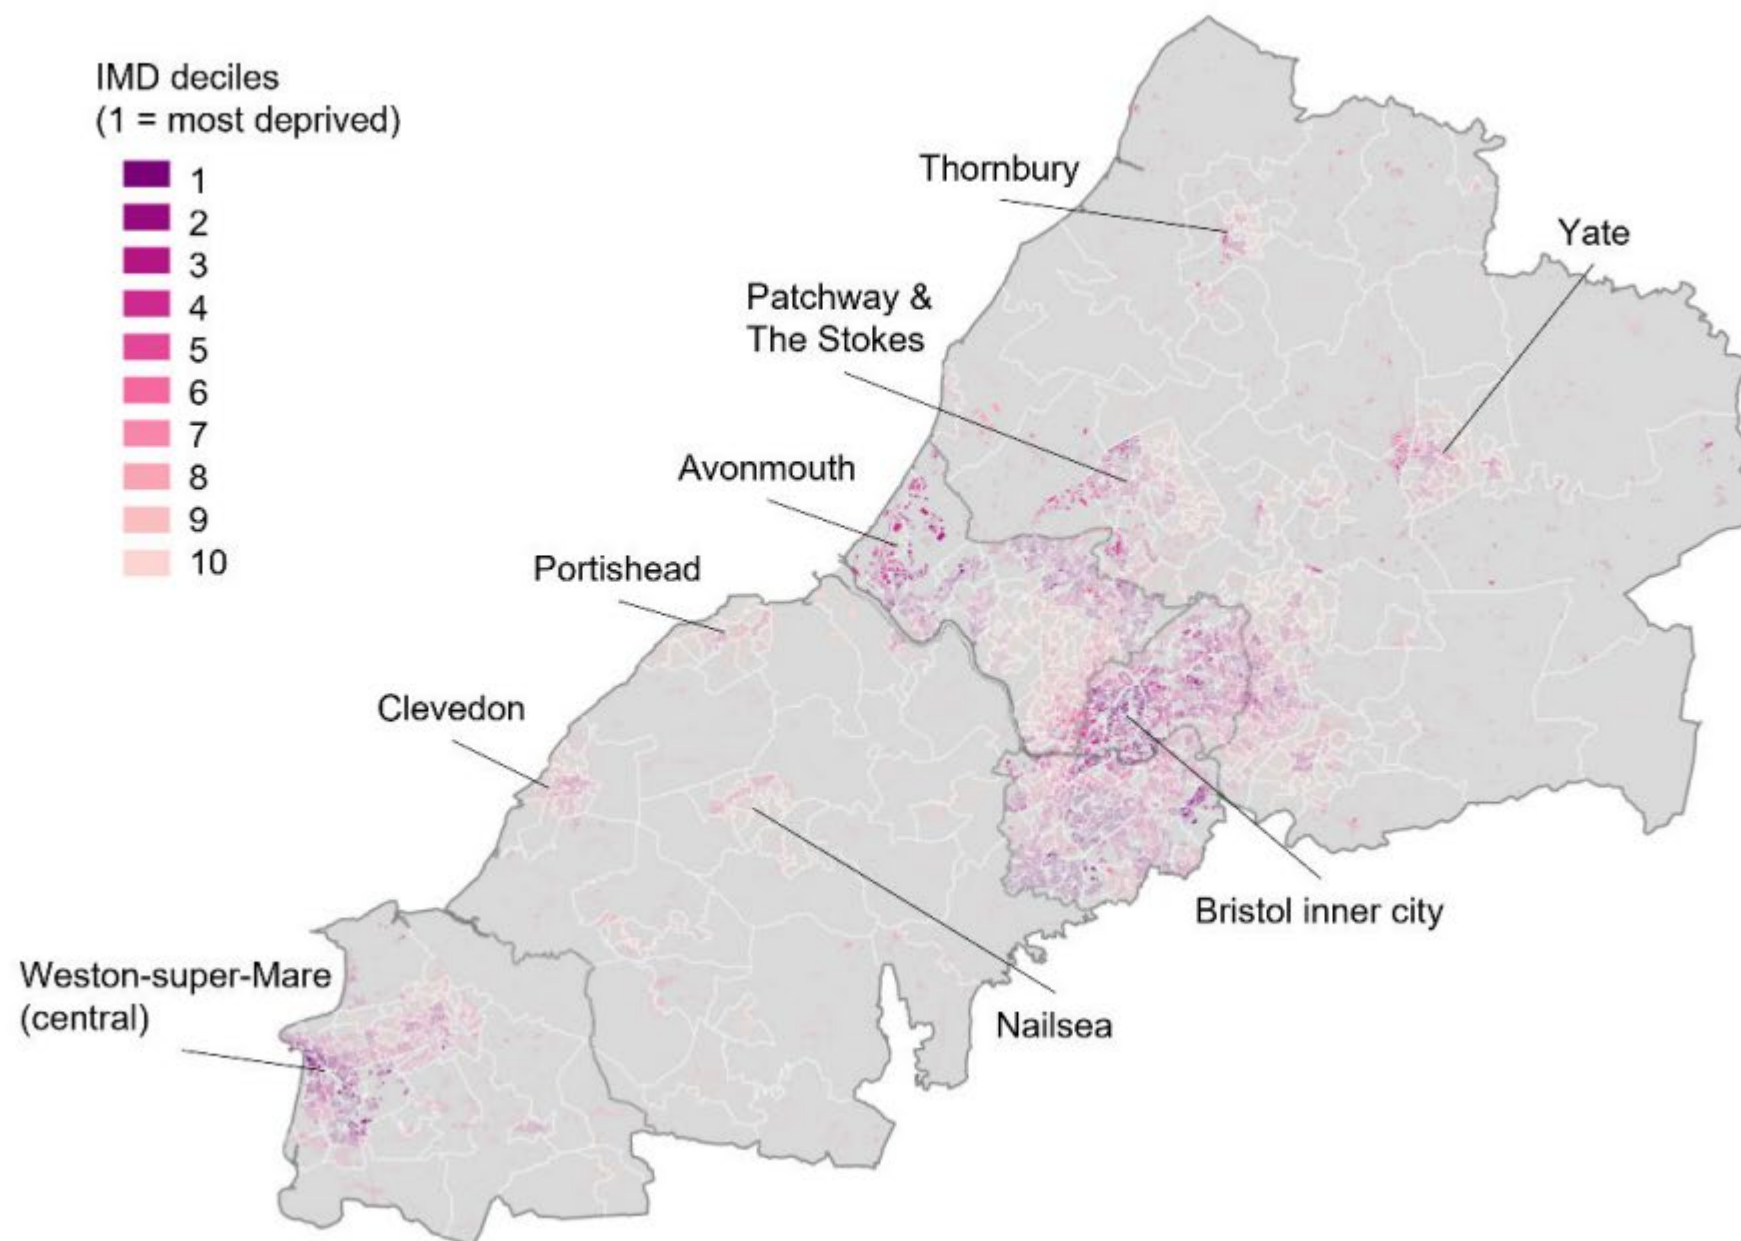 IMD deciles
(1 = most deprived)
1
2
3
4
5
6
7
8
9
10
Thornbury
Yate
Patchway &
The Stokes
Avonmouth
Portishead
Clevedon
Bristol inner city
Weston-super-Mare
(central)
Nailsea